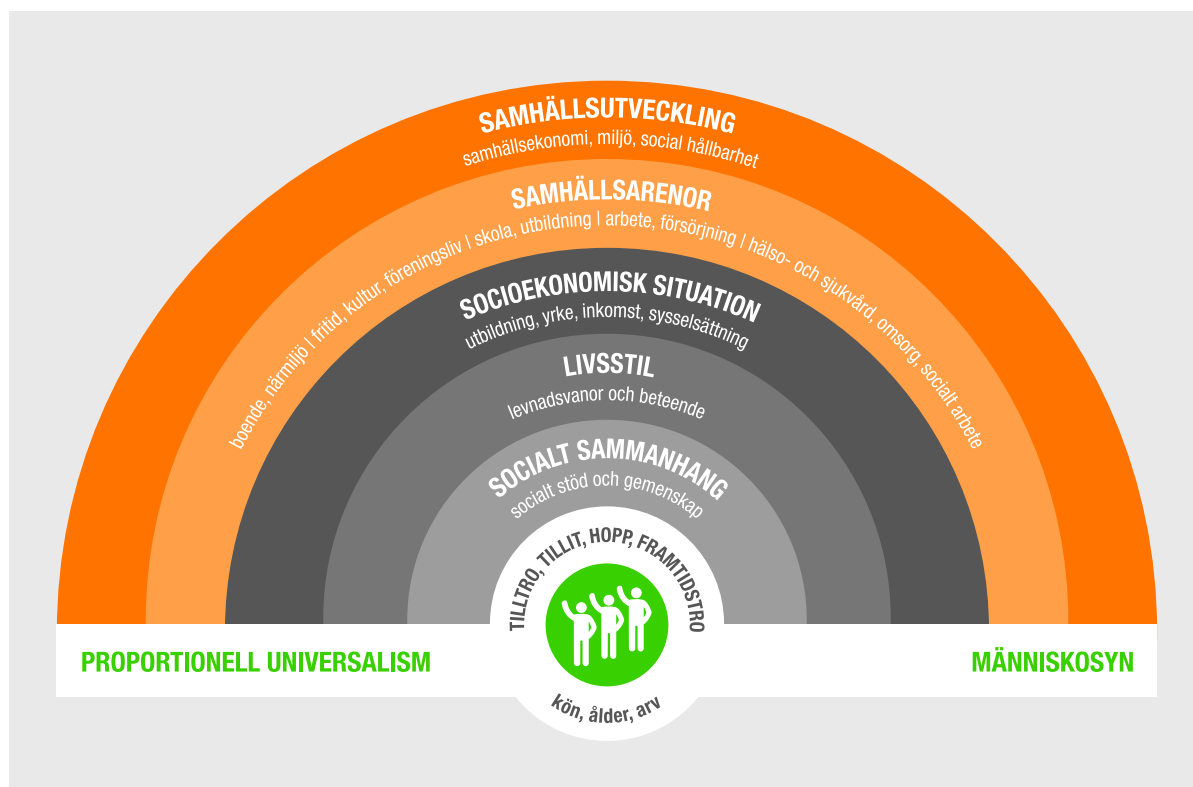 SAMHÄLLSUTVECKLING
samhällsekonomi, miljö, social hållbarhet
SAMHÄLLSARENOR
boende, närmiljö | fritid, kultur, föreningsliv | skola, utbildning | arbete, försörjning | hälso- och sjukvård, omsorg, socialt arbete
SOCIOEKONOMISK SITUATION
utbildning, yrke, inkomst, sysselsättning
LIVSSTIL
levnadsvanor och beteende
SOCIALT SAMMANHANG
socialt stöd och gemenskap
TILLTRO, TILLIT, HOPP, FRAMTIDSTRO
PROPORTIONELL UNIVERSALISM
MÄNNISKOSYN
kön, ålder, arv